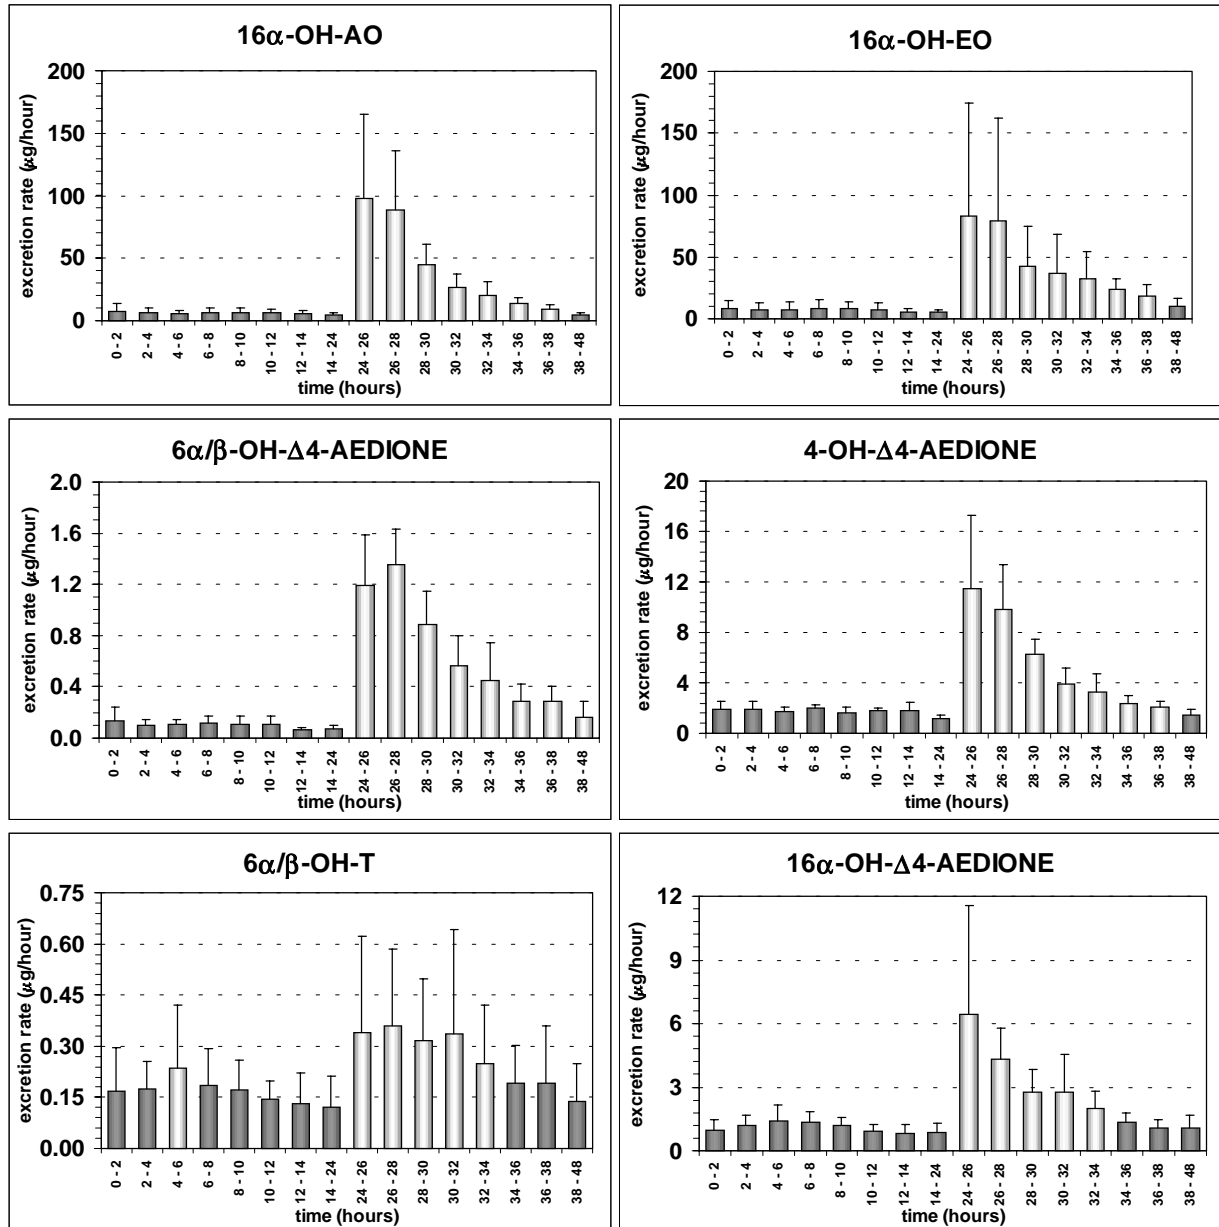 16α-OH-AO
excretion rate (μg/hour)
200
150
100
50
0
0 - 2
2 - 4
4 - 6
6 - 8
8 - 10
10 - 12
12 - 14
14 - 24
24 - 26
26 - 28
28 - 30
30 - 32
32 - 34
34 - 36
36 - 38
38 - 48
time (hours)
16α-OH-EO
excretion rate (μg/hour)
200
150
100
50
0
0 - 2
2 - 4
4 - 6
6 - 8
8 - 10
10 - 12
12 - 14
14 - 24
24 - 26
26 - 28
28 - 30
30 - 32
32 - 34
34 - 36
36 - 38
38 - 48
time (hours)
6α/β-OH-Δ4-AEDIONE
excretion rate (μg/hour)
2.0
1.6
1.2
0.8
0.4
0.0
0 - 2
2 - 4
4 - 6
6 - 8
8 - 10
10 - 12
12 - 14
14 - 24
24 - 26
26 - 28
28 - 30
30 - 32
32 - 34
34 - 36
36 - 38
38 - 48
time (hours)
4-OH-Δ4-AEDIONE
excretion rate (μg/hour)
20
16
12
8
4
0
0 - 2
2 - 4
4 - 6
6 - 8
8 - 10
10 - 12
12 - 14
14 - 24
24 - 26
26 - 28
28 - 30
30 - 32
32 - 34
34 - 36
36 - 38
38 - 48
time (hours)
6α/β-OH-T
excretion rate (μg/hour)
0.75
0.60
0.45
0.30
0.15
0.00
0 - 2
2 - 4
4 - 6
6 - 8
8 - 10
10 - 12
12 - 14
14 - 24
24 - 26
26 - 28
28 - 30
30 - 32
32 - 34
34 - 36
36 - 38
38 - 48
time (hours)
16α-OH-Δ4-AEDIONE
excretion rate (μg/hour)
12
9
6
3
0
0 - 2
2 - 4
4 - 6
6 - 8
8 - 10
10 - 12
12 - 14
14 - 24
24 - 26
26 - 28
28 - 30
30 - 32
32 - 34
34 - 36
36 - 38
38 - 48
time (hours)